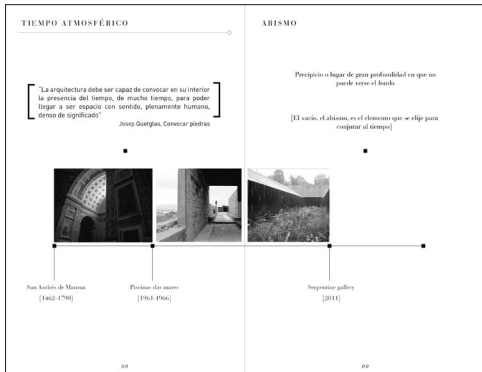 TIEMPO ATMOSFÉRICO
"La arquitectura debe ser capaz de convocar en su interior
la presencia del tiempo, de mucho tiempo, para poder
llegar a ser espacio con sentido, plenamente humano,
denso de significado"
Josep Quetglas, Convocar piedras
ABISMO
Precipicio o lugar de gran profundidad en que no
puede verse el fondo
[El vacío, el abismo, es el elemento que se elije para
conjurar al tiempo]
San Andrés de Mantua
[1462-1790]
Piscinas das mares
[1961-1966]
Serpentine gallery
[2011]